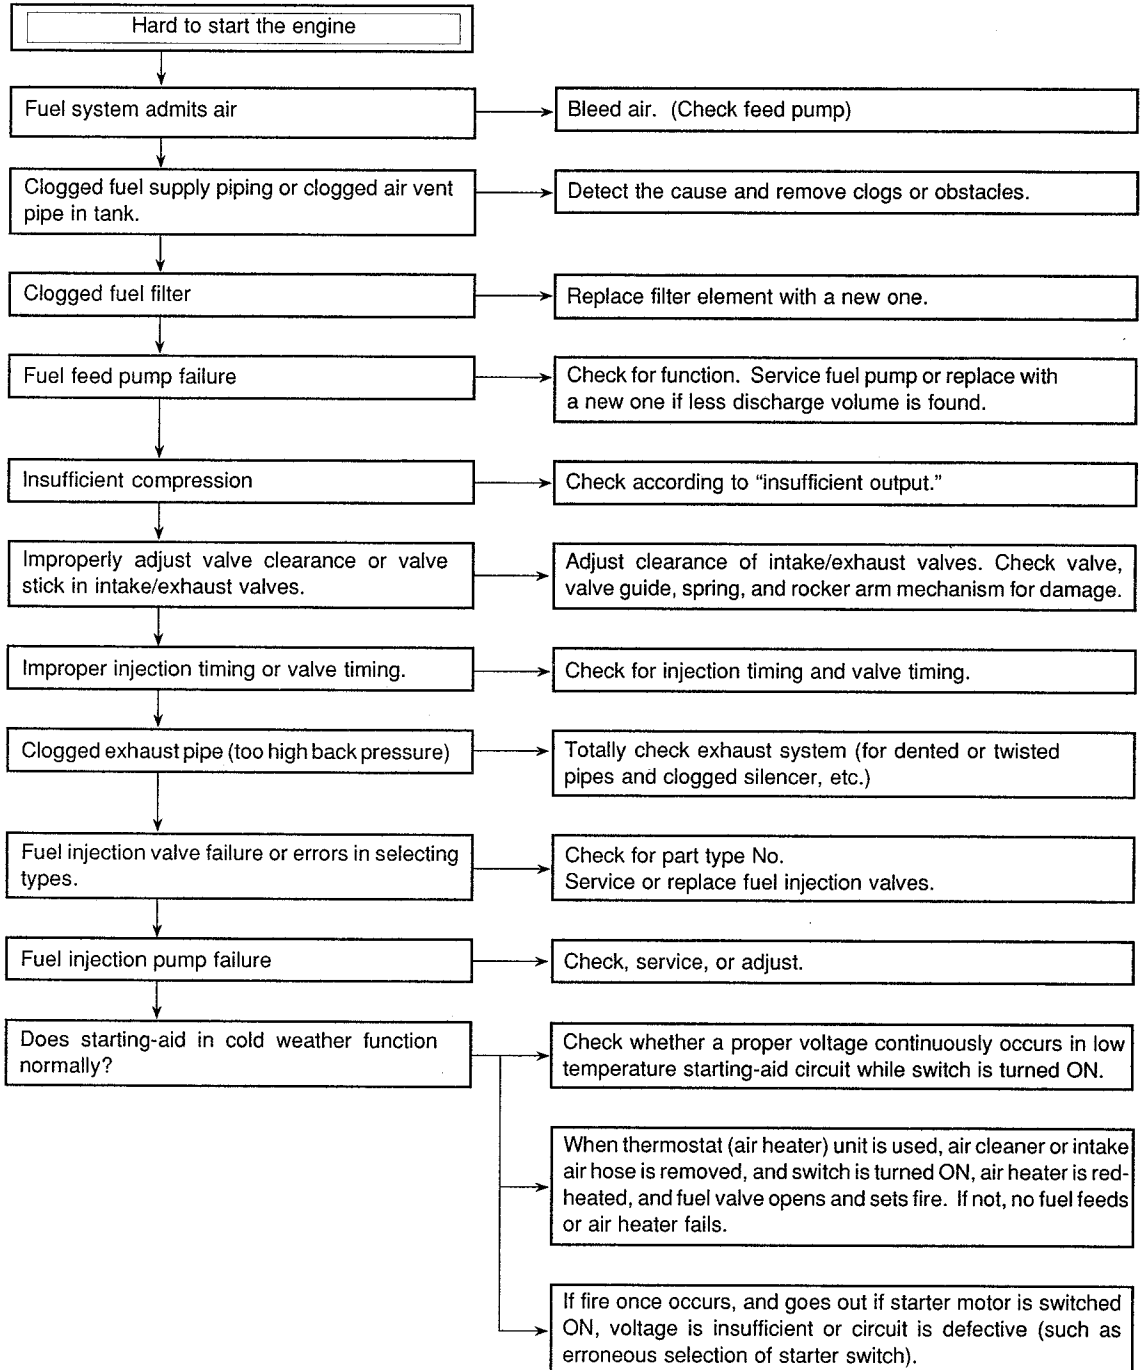 Hard to start the engine
Fuel system admits air
Bleed air. (Check feed pump)
Clogged fuel supply piping or clogged air vent
pipe in tank.
Detect the cause and remove clogs or obstacles.
Clogged fuel filter
Replace filter element with a new one.
Fuel feed pump failure
Check for function. Service fuel pump or replace with
a new one if less discharge volume is found.
Insufficient compression
Check according to “insufficient output.”
Improperly adjust valve clearance or valve
stick in intake/exhaust valves.
Adjust clearance of intake/exhaust valves. Check valve,
valve guide, spring, and rocker arm mechanism for damage.
Improper injection timing or valve timing.
Check for injection timing and valve timing.
Clogged exhaust pipe (too high back pressure)
Totally check exhaust system (for dented or twisted
pipes and clogged silencer, etc.)
Fuel injection valve failure or errors in selecting
types.
Check for part type No.
Service or replace fuel injection valves.
Fuel injection pump failure
Check, service, or adjust.
Does starting-aid in cold weather function
normally?
Check whether a proper voltage continuously occurs in low
temperature starting-aid circuit while switch is turned ON.
When thermostat (air heater) unit is used, air cleaner or intake
air hose is removed, and switch is turned ON, air heater is red-
heated, and fuel valve opens and sets fire. If not, no fuel feeds
or air heater fails.
If fire once occurs, and goes out if starter motor is switched
ON, voltage is insufficient or circuit is defective (such as
erroneous selection of starter switch).